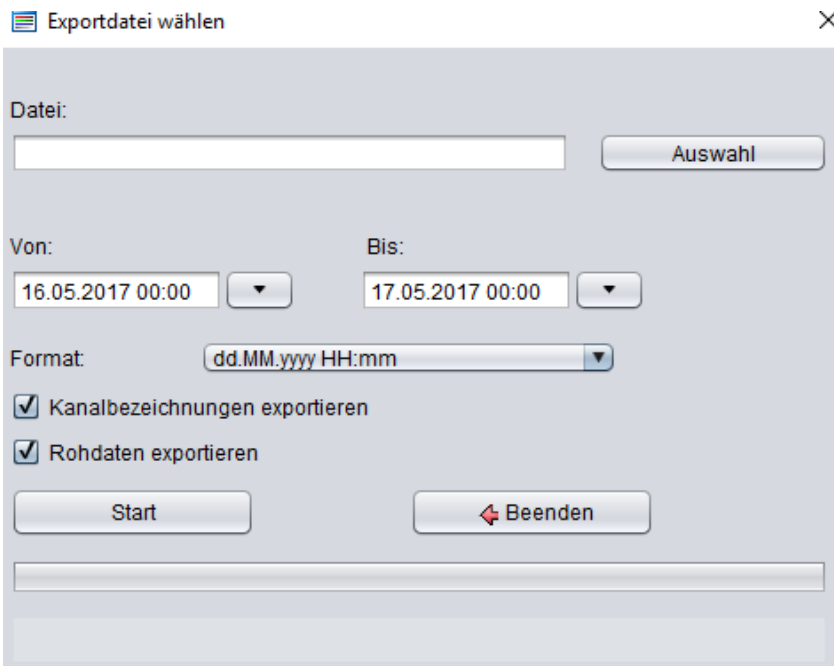 Exportdatei wählen
Datei:
Auswahl
Von: Bis:
16.05.2017 00:00 17.05.2017 00:00
Format: dd.MM.yyyy HH:mm
Kanalbezeichnungen exportieren
Rohdaten exportieren
Start Beenden